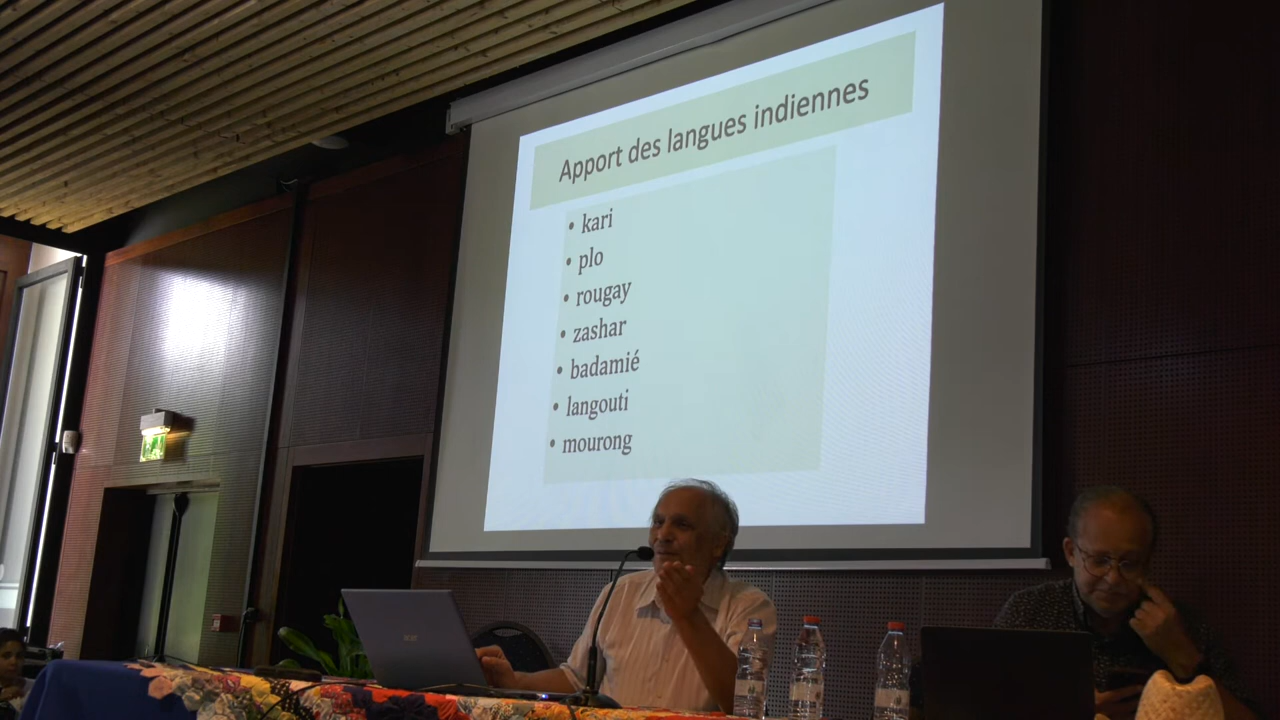 Apport des langues indiennes
• kari
• plo
• rougay
• zashar
• badamié
• langouti
• mourong